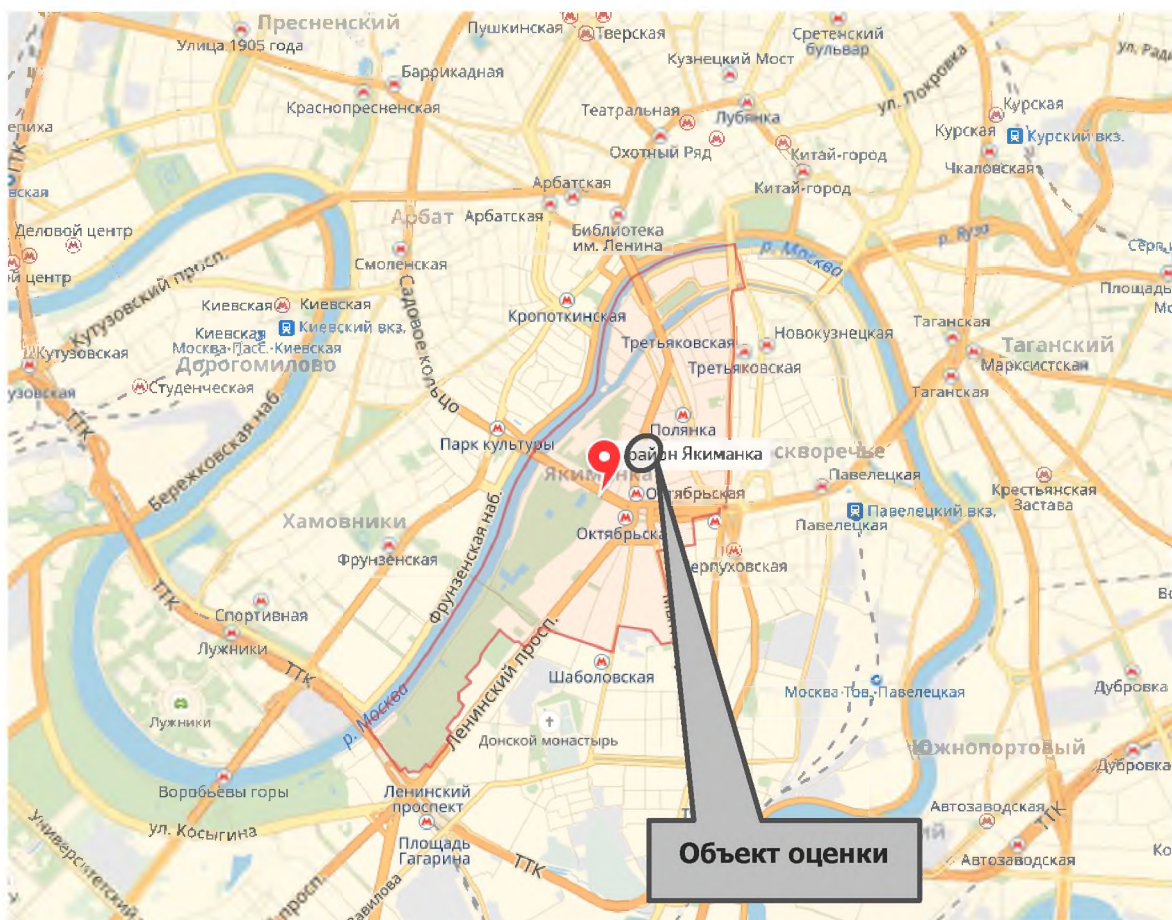 Пресненский
Пушкинская
Тверская
Сретенский
бульвар
Улица 1905 года
Кузнецкий Мост
ул. Покровка
Баррикадная
Краснопресненская
Театральная
Лубянка
Курская
Курская
Курский вкз.
Охотный Ряд
Китай-город
Чкаловская
Китай-город
Арбатская
Арбат
Арбатская
Библиотека
им. Ленина
Деловой центр
р. Москва
р. Яуза
Смоленская
Кутузовский просп.
Садовое кольцо
Киевская
Киевская
Киевская
Киевский вкз.
Москва-Пасс.-Киевская
Кропоткинская
Новокузнецкая
Таганская
Таганский
Третьяковская
Третьяковская
Марксистская
Таганская
Кутузовская
Дорогомилово
Студенческая
ТТК
Бережковская наб.
Парк культуры
Полянка
район Якиманка
скворечье
Якиманка
Октябрьская
Павелецкая
Крестьянская
Застава
Хамовники
Фрунзенская наб.
Павелецкая
Павелецкий вкз.
Фрунзенская
ерпуховская
ТТК
Спортивная
Лужники
ТТК
Ленинский просп.
Шаболовская
Москва-Тов.-Павелецкая
Дубровка
Лужники
р. Москва
Донской монастырь
Южнопортовый
Дубровка
Воробьёвы горы
Ленинский
проспект
ул. Косыгина
Площадь
Гагарина
ТТК
Автозаводская
ТТК
Автозаводская
Объект оценки